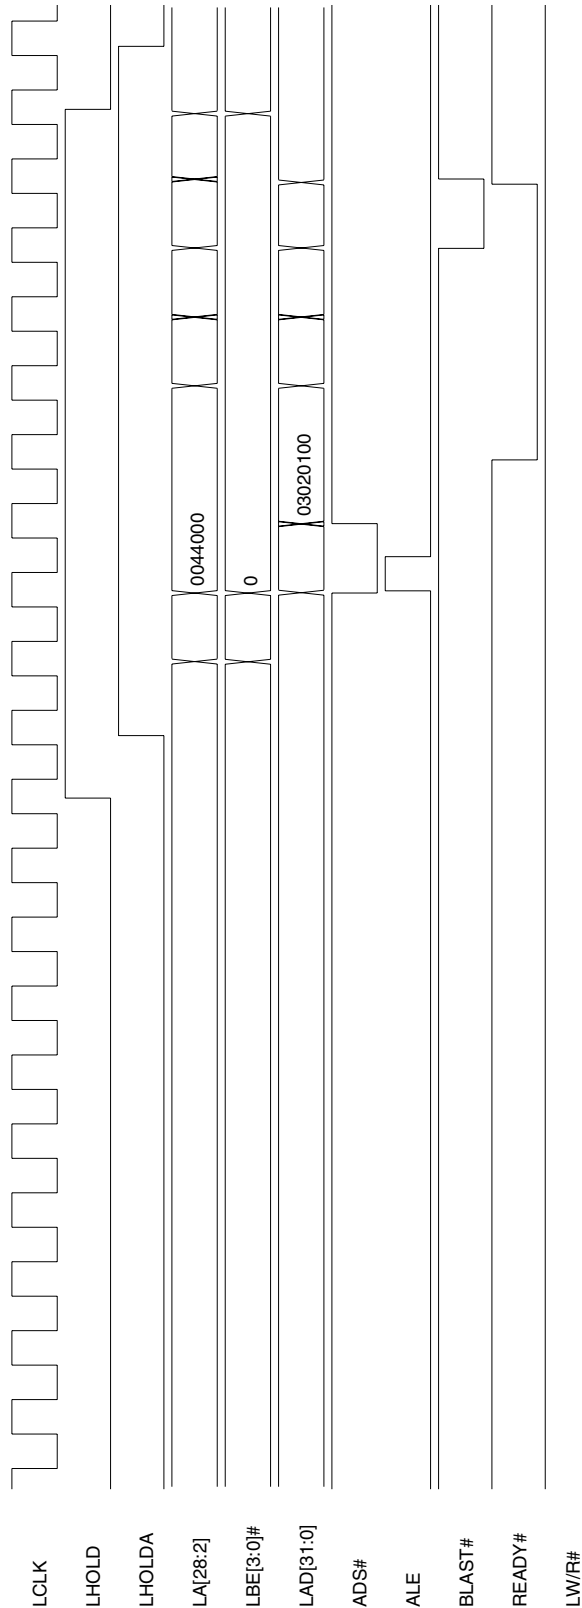 LCLK
LHOLD
LHOLDA
LA[28:2]
0044000
LBE[3:0]#
0
LAD[31:0]
03020100
ADS#
ALE
BLAST#
READY#
LW/R#